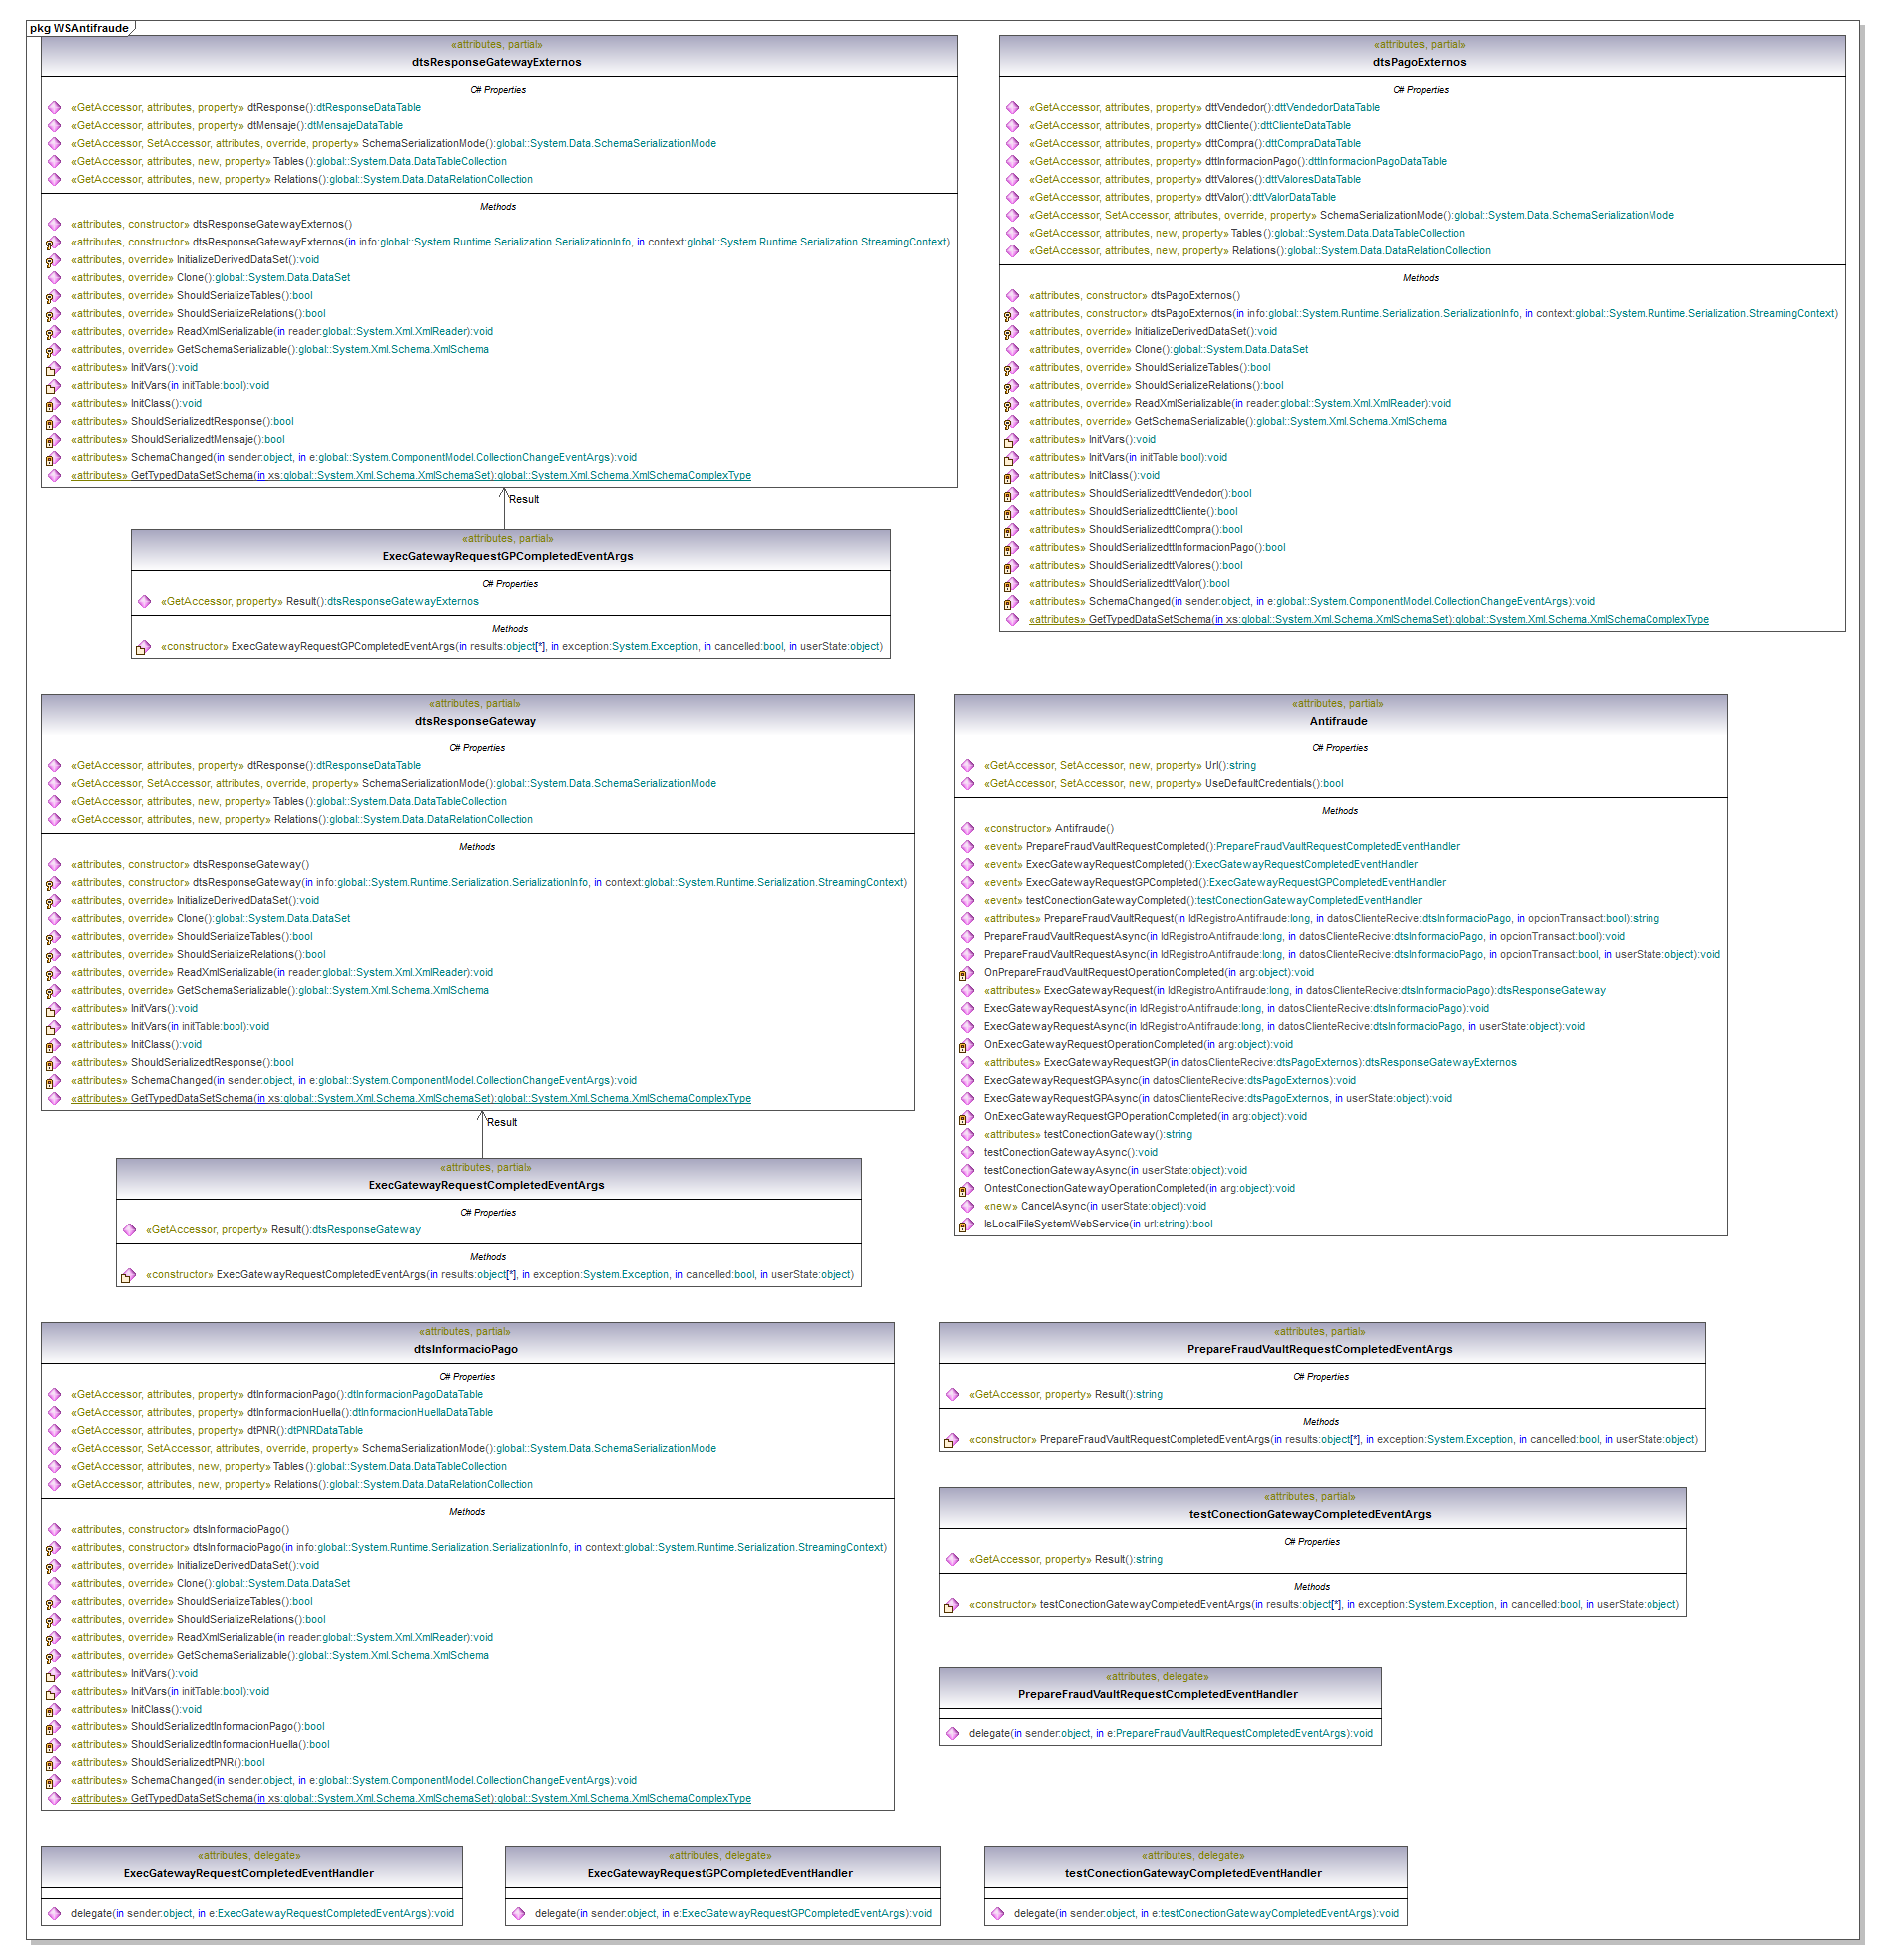 pkg WSAntifraude
«attributes, partial»
dtsResponseGatewayExternos
C# Properties
«GetAccessor, attributes, property» dtResponse():dtResponseDataTable
«GetAccessor, attributes, property» dtMensaje():dtMensajeDataTable
«GetAccessor, SetAccessor, attributes, override, property» SchemaSerializationMode():global::System.Data.SchemaSerializationMode
«GetAccessor, attributes, new, property» Tables():global::System.Data.DataTableCollection
«GetAccessor, attributes, new, property» Relations():global::System.Data.DataRelationCollection
Methods
«attributes, constructor» dtsResponseGatewayExternos()
«attributes, constructor» dtsResponseGatewayExternos(in info:global::System.Runtime.Serialization.SerializationInfo, in context:global::System.Runtime.Serialization.StreamingContext)
«attributes, override» InitializeDerivedDataSet():void
«attributes, override» Clone():global::System.Data.DataSet
«attributes, override» ShouldSerializeTables():bool
«attributes, override» ShouldSerializeRelations():bool
«attributes, override» ReadXmlSerializable(in reader:global::System.Xml.XmlReader):void
«attributes, override» GetSchemaSerializable():global::System.Xml.Schema.XmlSchema
«attributes» InitVars():void
«attributes» InitVars(in initTable:bool):void
«attributes» InitClass():void
«attributes» ShouldSerializedtResponse():bool
«attributes» ShouldSerializedtMensaje():bool
«attributes» SchemaChanged(in sender:object, in e:global::System.ComponentModel.CollectionChangeEventArgs):void
«attributes» GetTypedDataSetSchema(in xs:global::System.Xml.Schema.XmlSchemaSet):global::System.Xml.Schema.XmlSchemaComplexType
Result
«attributes, partial»
ExecGatewayRequestGPCompletedEventArgs
C# Properties
«GetAccessor, property» Result():dtsResponseGatewayExternos
Methods
«constructor» ExecGatewayRequestGPCompletedEventArgs(in results:object[*], in exception:System.Exception, in cancelled:bool, in userState:object)
«attributes, partial»
dtsPagoExternos
C# Properties
«GetAccessor, attributes, property» dttVendedor():dttVendedorDataTable
«GetAccessor, attributes, property» dttCliente():dttClienteDataTable
«GetAccessor, attributes, property» dttCompra():dttCompraDataTable
«GetAccessor, attributes, property» dttInformacionPago():dttInformacionPagoDataTable
«GetAccessor, attributes, property» dttValores():dttValoresDataTable
«GetAccessor, attributes, property» dttValor():dttValorDataTable
«GetAccessor, SetAccessor, attributes, override, property» SchemaSerializationMode():global::System.Data.SchemaSerializationMode
«GetAccessor, attributes, new, property» Tables():global::System.Data.DataTableCollection
«GetAccessor, attributes, new, property» Relations():global::System.Data.DataRelationCollection
Methods
«attributes, constructor» dtsPagoExternos()
«attributes, constructor» dtsPagoExternos(in info:global::System.Runtime.Serialization.SerializationInfo, in context:global::System.Runtime.Serialization.StreamingContext)
«attributes, override» InitializeDerivedDataSet():void
«attributes, override» Clone():global::System.Data.DataSet
«attributes, override» ShouldSerializeTables():bool
«attributes, override» ShouldSerializeRelations():bool
«attributes, override» ReadXmlSerializable(in reader:global::System.Xml.XmlReader):void
«attributes, override» GetSchemaSerializable():global::System.Xml.Schema.XmlSchema
«attributes» InitVars():void
«attributes» InitVars(in initTable:bool):void
«attributes» InitClass():void
«attributes» ShouldSerializedttVendedor():bool
«attributes» ShouldSerializedttCliente():bool
«attributes» ShouldSerializedttCompra():bool
«attributes» ShouldSerializedttInformacionPago():bool
«attributes» ShouldSerializedttValores():bool
«attributes» ShouldSerializedttValor():bool
«attributes» SchemaChanged(in sender:object, in e:global::System.ComponentModel.CollectionChangeEventArgs):void
«attributes» GetTypedDataSetSchema(in xs:global::System.Xml.Schema.XmlSchemaSet):global::System.Xml.Schema.XmlSchemaComplexType
«attributes, partial»
dtsResponseGateway
C# Properties
«GetAccessor, attributes, property» dtResponse():dtResponseDataTable
«GetAccessor, SetAccessor, attributes, override, property» SchemaSerializationMode():global::System.Data.SchemaSerializationMode
«GetAccessor, attributes, new, property» Tables():global::System.Data.DataTableCollection
«GetAccessor, attributes, new, property» Relations():global::System.Data.DataRelationCollection
Methods
«attributes, constructor» dtsResponseGateway()
«attributes, constructor» dtsResponseGateway(in info:global::System.Runtime.Serialization.SerializationInfo, in context:global::System.Runtime.Serialization.StreamingContext)
«attributes, override» InitializeDerivedDataSet():void
«attributes, override» Clone():global::System.Data.DataSet
«attributes, override» ShouldSerializeTables():bool
«attributes, override» ShouldSerializeRelations():bool
«attributes, override» ReadXmlSerializable(in reader:global::System.Xml.XmlReader):void
«attributes, override» GetSchemaSerializable():global::System.Xml.Schema.XmlSchema
«attributes» InitVars():void
«attributes» InitVars(in initTable:bool):void
«attributes» InitClass():void
«attributes» ShouldSerializedtResponse():bool
«attributes» SchemaChanged(in sender:object, in e:global::System.ComponentModel.CollectionChangeEventArgs):void
«attributes» GetTypedDataSetSchema(in xs:global::System.Xml.Schema.XmlSchemaSet):global::System.Xml.Schema.XmlSchemaComplexType
Result
«attributes, partial»
ExecGatewayRequestCompletedEventArgs
C# Properties
«GetAccessor, property» Result():dtsResponseGateway
Methods
«constructor» ExecGatewayRequestCompletedEventArgs(in results:object[*], in exception:System.Exception, in cancelled:bool, in userState:object)
«attributes, partial»
Antifraude
C# Properties
«GetAccessor, SetAccessor, new, property» Url():string
«GetAccessor, SetAccessor, new, property» UseDefaultCredentials():bool
Methods
«constructor» Antifraude()
«event» PrepareFraudVaultRequestCompleted():PrepareFraudVaultRequestCompletedEventHandler
«event» ExecGatewayRequestCompleted():ExecGatewayRequestCompletedEventHandler
«event» ExecGatewayRequestGPCompleted():ExecGatewayRequestGPCompletedEventHandler
«event» testConectionGatewayCompleted():testConectionGatewayCompletedEventHandler
«attributes» PrepareFraudVaultRequest(in IdRegistroAntifraude:long, in datosClienteRecive:dtsInformacioPago, in opcionTransact:bool):string
PrepareFraudVaultRequestAsync(in IdRegistroAntifraude:long, in datosClienteRecive:dtsInformacioPago, in opcionTransact:bool):void
PrepareFraudVaultRequestAsync(in IdRegistroAntifraude:long, in datosClienteRecive:dtsInformacioPago, in opcionTransact:bool, in userState:object):void
OnPrepareFraudVaultRequestOperationCompleted(in arg:object):void
«attributes» ExecGatewayRequest(in IdRegistroAntifraude:long, in datosClienteRecive:dtsInformacioPago):dtsResponseGateway
ExecGatewayRequestAsync(in IdRegistroAntifraude:long, in datosClienteRecive:dtsInformacioPago):void
ExecGatewayRequestAsync(in IdRegistroAntifraude:long, in datosClienteRecive:dtsInformacioPago, in userState:object):void
OnExecGatewayRequestOperationCompleted(in arg:object):void
«attributes» ExecGatewayRequestGP(in datosClienteRecive:dtsPagoExternos):dtsResponseGatewayExternos
ExecGatewayRequestGPAsync(in datosClienteRecive:dtsPagoExternos):void
ExecGatewayRequestGPAsync(in datosClienteRecive:dtsPagoExternos, in userState:object):void
OnExecGatewayRequestGPOperationCompleted(in arg:object):void
«attributes» testConectionGateway():string
testConectionGatewayAsync():void
testConectionGatewayAsync(in userState:object):void
OntestConectionGatewayOperationCompleted(in arg:object):void
«new» CancelAsync(in userState:object):void
IsLocalFileSystemWebService(in url:string):bool
«attributes, partial»
dtsInformacioPago
C# Properties
«GetAccessor, attributes, property» dtInformacionPago():dtInformacionPagoDataTable
«GetAccessor, attributes, property» dtInformacionHuella():dtInformacionHuellaDataTable
«GetAccessor, attributes, property» dtPNR():dtPNRDataTable
«GetAccessor, SetAccessor, attributes, override, property» SchemaSerializationMode():global::System.Data.SchemaSerializationMode
«GetAccessor, attributes, new, property» Tables():global::System.Data.DataTableCollection
«GetAccessor, attributes, new, property» Relations():global::System.Data.DataRelationCollection
Methods
«attributes, constructor» dtsInformacioPago()
«attributes, constructor» dtsInformacioPago(in info:global::System.Runtime.Serialization.SerializationInfo, in context:global::System.Runtime.Serialization.StreamingContext)
«attributes, override» InitializeDerivedDataSet():void
«attributes, override» Clone():global::System.Data.DataSet
«attributes, override» ShouldSerializeTables():bool
«attributes, override» ShouldSerializeRelations():bool
«attributes, override» ReadXmlSerializable(in reader:global::System.Xml.XmlReader):void
«attributes, override» GetSchemaSerializable():global::System.Xml.Schema.XmlSchema
«attributes» InitVars():void
«attributes» InitVars(in initTable:bool):void
«attributes» InitClass():void
«attributes» ShouldSerializedtInformacionPago():bool
«attributes» ShouldSerializedtInformacionHuella():bool
«attributes» ShouldSerializedtPNR():bool
«attributes» SchemaChanged(in sender:object, in e:global::System.ComponentModel.CollectionChangeEventArgs):void
«attributes» GetTypedDataSetSchema(in xs:global::System.Xml.Schema.XmlSchemaSet):global::System.Xml.Schema.XmlSchemaComplexType
«attributes, partial»
PrepareFraudVaultRequestCompletedEventArgs
C# Properties
«GetAccessor, property» Result():string
Methods
«constructor» PrepareFraudVaultRequestCompletedEventArgs(in results:object[*], in exception:System.Exception, in cancelled:bool, in userState:object)
«attributes, partial»
testConectionGatewayCompletedEventArgs
C# Properties
«GetAccessor, property» Result():string
Methods
«constructor» testConectionGatewayCompletedEventArgs(in results:object[*], in exception:System.Exception, in cancelled:bool, in userState:object)
«attributes, delegate»
PrepareFraudVaultRequestCompletedEventHandler
delegate(in sender:object, in e:PrepareFraudVaultRequestCompletedEventArgs):void
«attributes, delegate»
ExecGatewayRequestCompletedEventHandler
delegate(in sender:object, in e:ExecGatewayRequestCompletedEventArgs):void
«attributes, delegate»
ExecGatewayRequestGPCompletedEventHandler
delegate(in sender:object, in e:ExecGatewayRequestGPCompletedEventArgs):void
«attributes, delegate»
testConectionGatewayCompletedEventHandler
delegate(in sender:object, in e:testConectionGatewayCompletedEventArgs):void